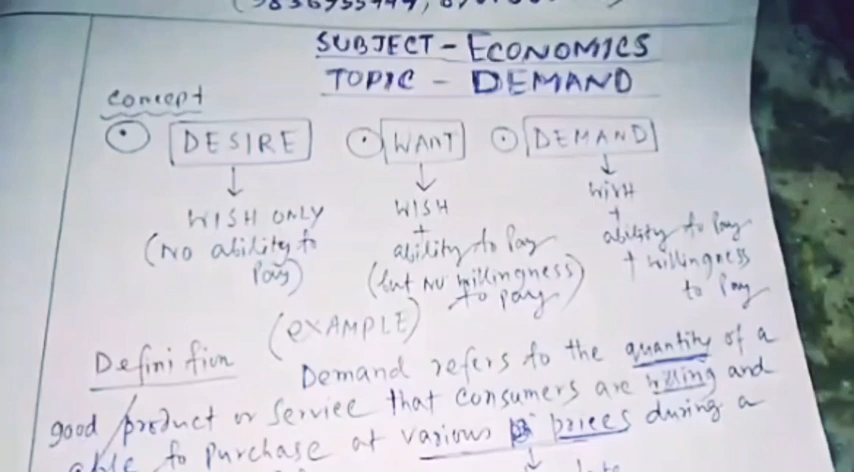 SUBJECT - ECONOMICS
TOPIC - DEMAND
Concept
DESIRE WANT DEMAND
WISH ONLY
(No ability to
Pay)
WISH
+
ability to Pay
(but no willingness
to pay)
WISH
+
ability to Pay
+ willingness
to Pay
(EXAMPLE)
Definition
Demand refers to the quantity of a
good/product or service that consumers are willing and
able to purchase at various prices during a